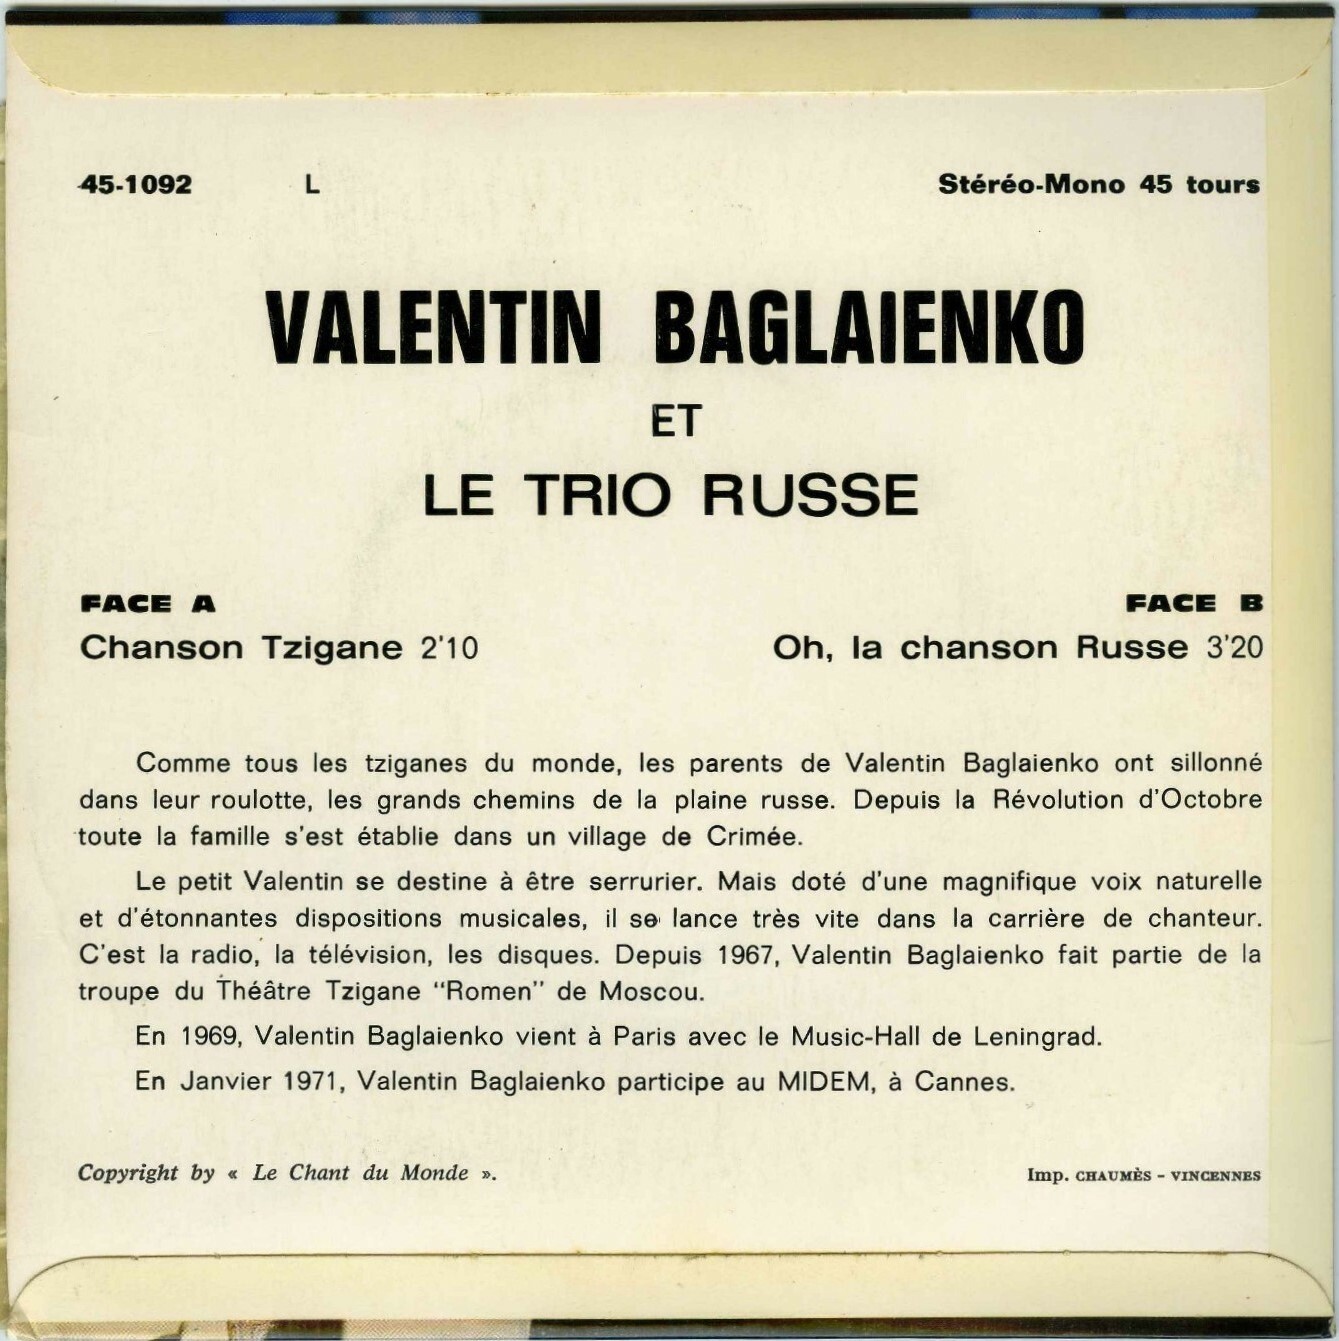 45-1092 L Stéréo-Mono 45 tours
VALENTIN BAGLAIENKO
ET
LE TRIO RUSSE
FACE A FACE B
Chanson Tzigane 2'10 Oh, la chanson Russe 3'20
Comme tous les tziganes du monde, les parents de Valentin Baglaienko ont sillonné
dans leur roulotte, les grands chemins de la plaine russe. Depuis la Révolution d'Octobre
toute la famille s'est établie dans un village de Crimée.
Le petit Valentin se destine à être serrurier. Mais doté d'une magnifique voix naturelle
et d'étonnantes dispositions musicales, il se lance très vite dans la carrière de chanteur.
C'est la radio, la télévision, les disques. Depuis 1967, Valentin Baglaienko fait partie de la
troupe du Théâtre Tzigane "Romen" de Moscou.
En 1969, Valentin Baglaienko vient à Paris avec le Music-Hall de Leningrad.
En Janvier 1971, Valentin Baglaienko participe au MIDEM, à Cannes.
Copyright by « Le Chant du Monde ». Imp. CHAUMÈS - VINCENNES